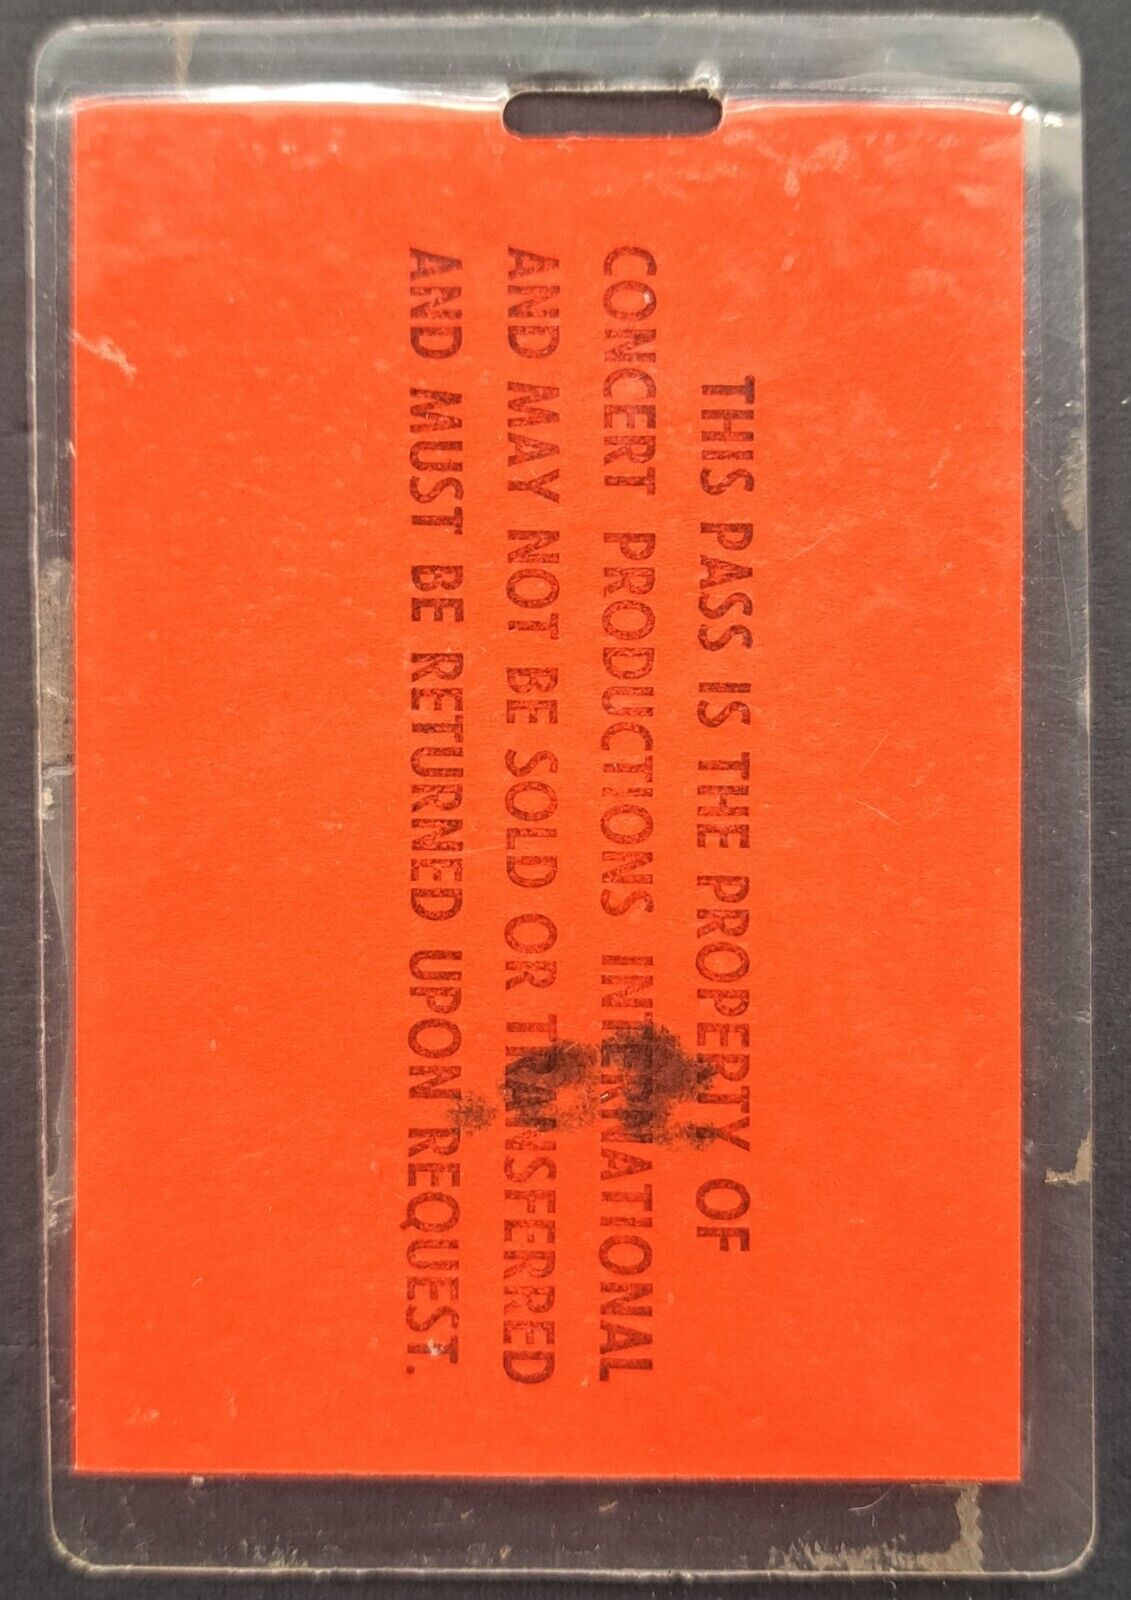 THIS PASS IS THE PROPERTY OF
CONCERT PRODUCTIONS INTERNATIONAL
AND MAY NOT BE SOLD OR TRANSFERRED
AND MUST BE RETURNED UPON REQUEST.